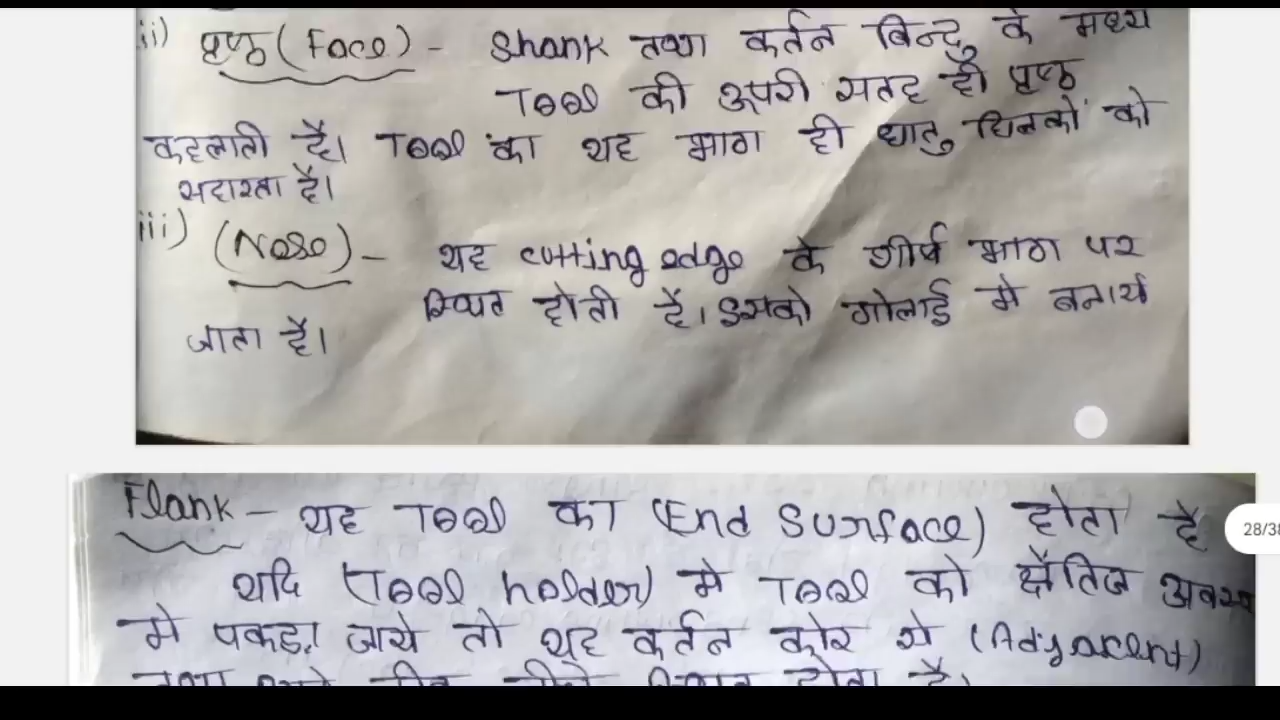 ii) पृष्ठ (Face) - Shank तथा कर्तन बिन्दु के मध्य
Tool की ऊपरी सतह ही पृष्ठ
कहलाती है। Tool का यह भाग ही धातु छिलकों को
सहारता है।
iii) (Nose) - यह cutting edge के शीर्ष भाग पर
स्थित होती है। इसको गोलाई मे बनाये
जाता है।
Flank - यह Tool का (End Surface) होता है
28/38
यदि (Tool holder) मे Tool को क्षैतिज
मे पकड़ा जाये तो यह कर्तन कोर से (Adjacent)
तथा नीचे स्थित होता है।